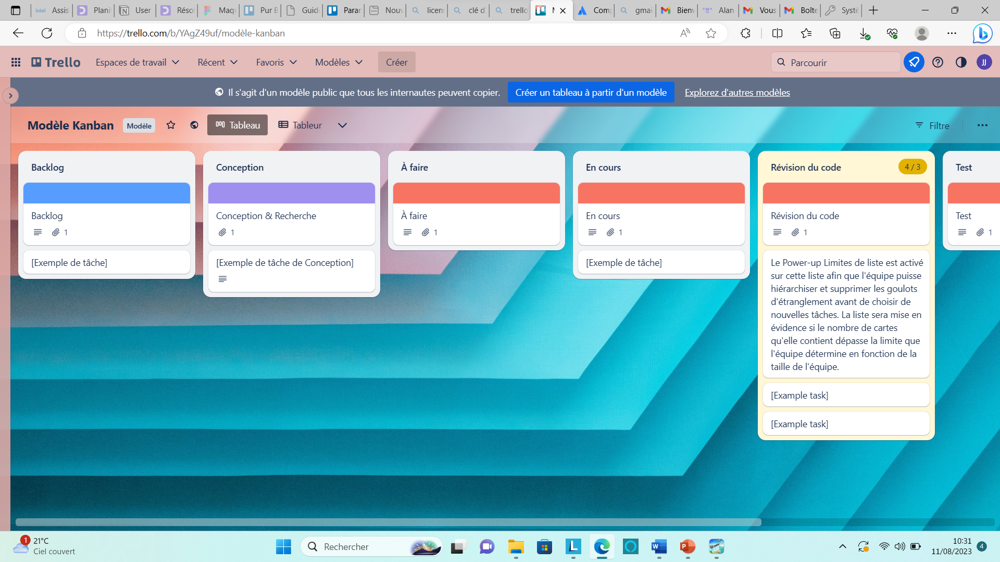 intel Assis
Plani
User
Résol
Maqu
Pur B
Guide
Param
Nouv
licens
clé d
trello
M
Comp
gmai
Bienv
Alan
Vous
Boîte
Systè
https://trello.com/b/YAgZ49uf/modèle-kanban
Trello
Espaces de travail
Récent
Favoris
Modèles
Créer
Parcourir
JJ
Il s'agit d'un modèle public que tous les internautes peuvent copier.
Créer un tableau à partir d'un modèle
Explorez d'autres modèles
Modèle Kanban
Modèle
Tableau
Tableur
Filtre
Backlog
Backlog
1
[Exemple de tâche]
Conception
Conception & Recherche
1
[Exemple de tâche de Conception]
À faire
À faire
1
En cours
En cours
1
[Exemple de tâche]
Révision du code
4 / 3
Révision du code
1
Le Power-up Limites de liste est activé
sur cette liste afin que l'équipe puisse
hiérarchiser et supprimer les goulots
d'étranglement avant de choisir de
nouvelles tâches. La liste sera mise en
évidence si le nombre de cartes
qu'elle contient dépasse la limite que
l'équipe détermine en fonction de la
taille de l'équipe.
[Example task]
[Example task]
Test
Test
1
1
21°C
Ciel couvert
Rechercher
10:31
11/08/2023
4